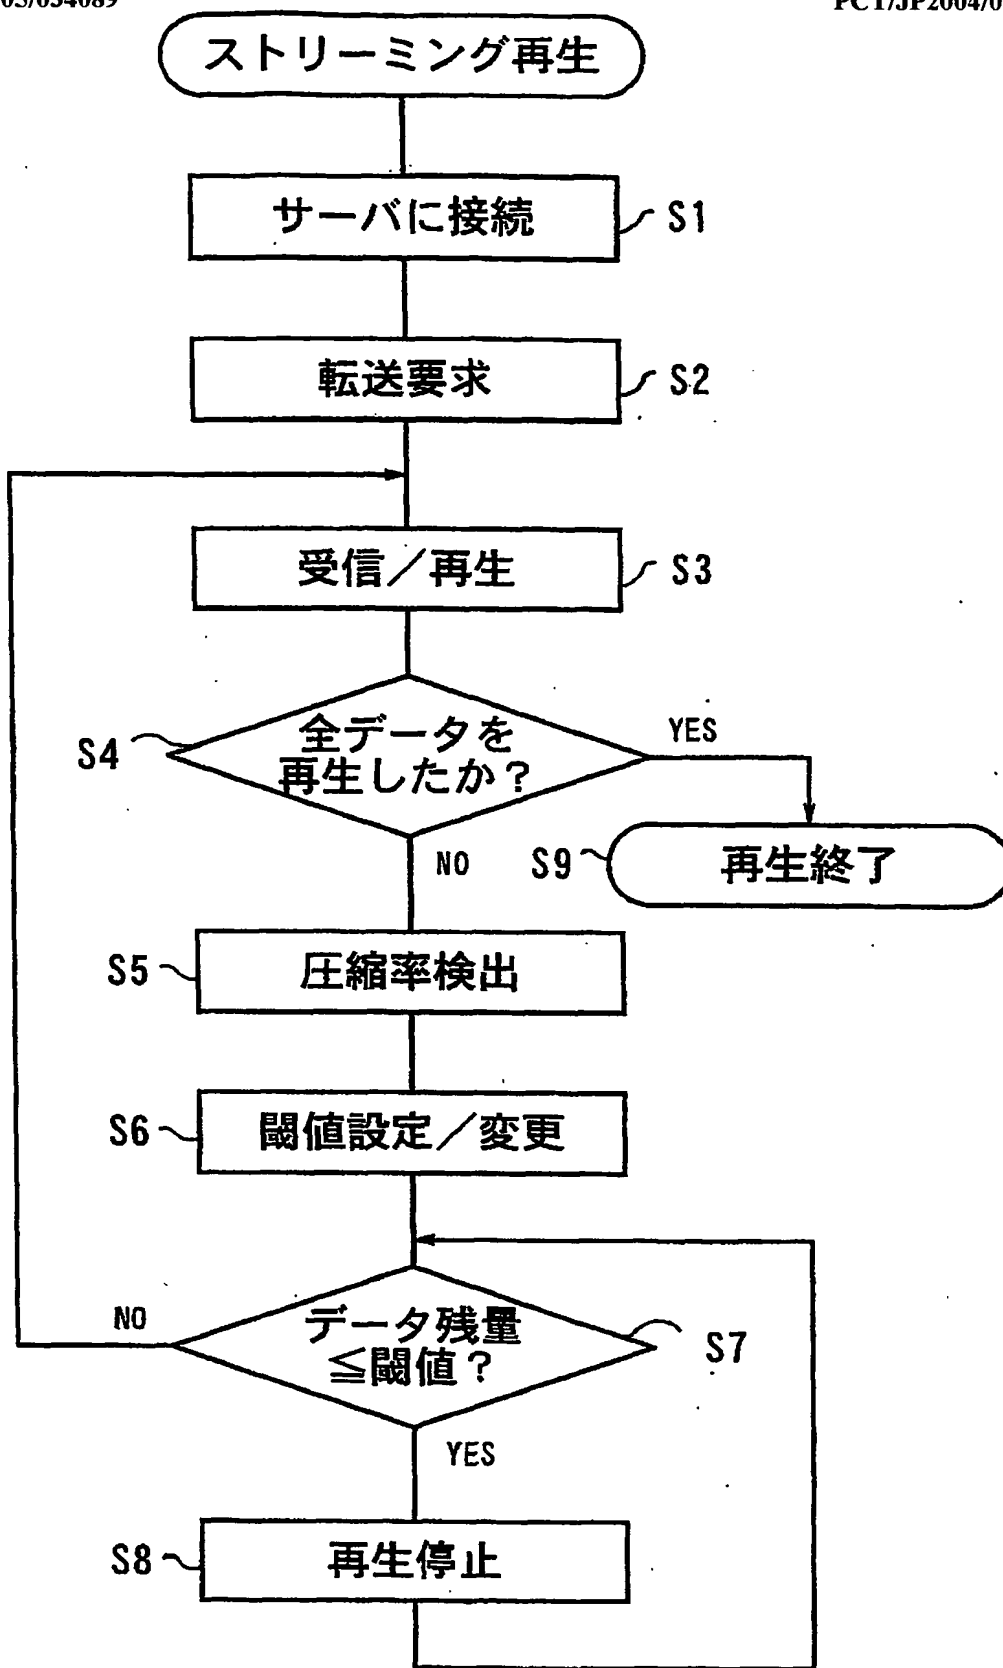 ストリーミング再生
サーバに接続
S1
転送要求
S2
受信／再生
S3
S4
全データを
再生したか？
YES
NO
S9
再生終了
S5
圧縮率検出
S6
閾値設定／変更
NO
データ残量
≦閾値？
S7
YES
S8
再生停止